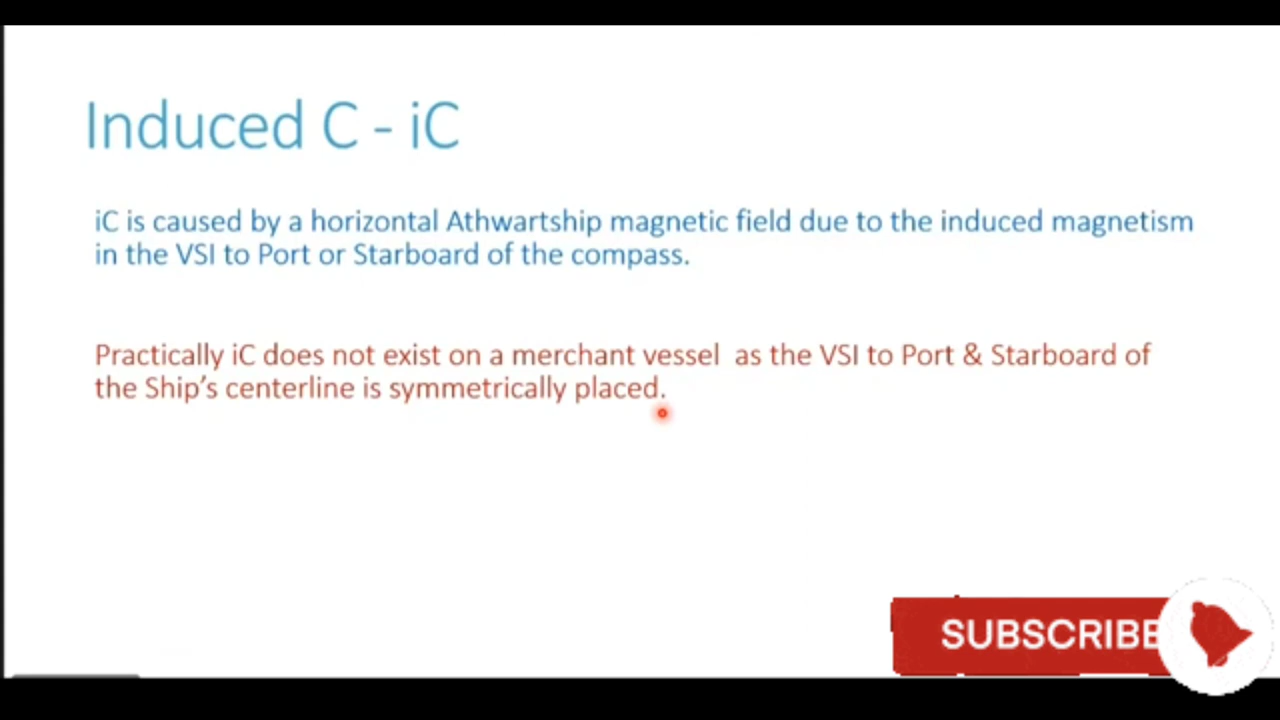 Induced C - iC
iC is caused by a horizontal Athwartship magnetic field due to the induced magnetism
in the VSI to Port or Starboard of the compass.
Practically iC does not exist on a merchant vessel  as the VSI to Port & Starboard of
the Ship's centerline is symmetrically placed.
SUBSCRIBE